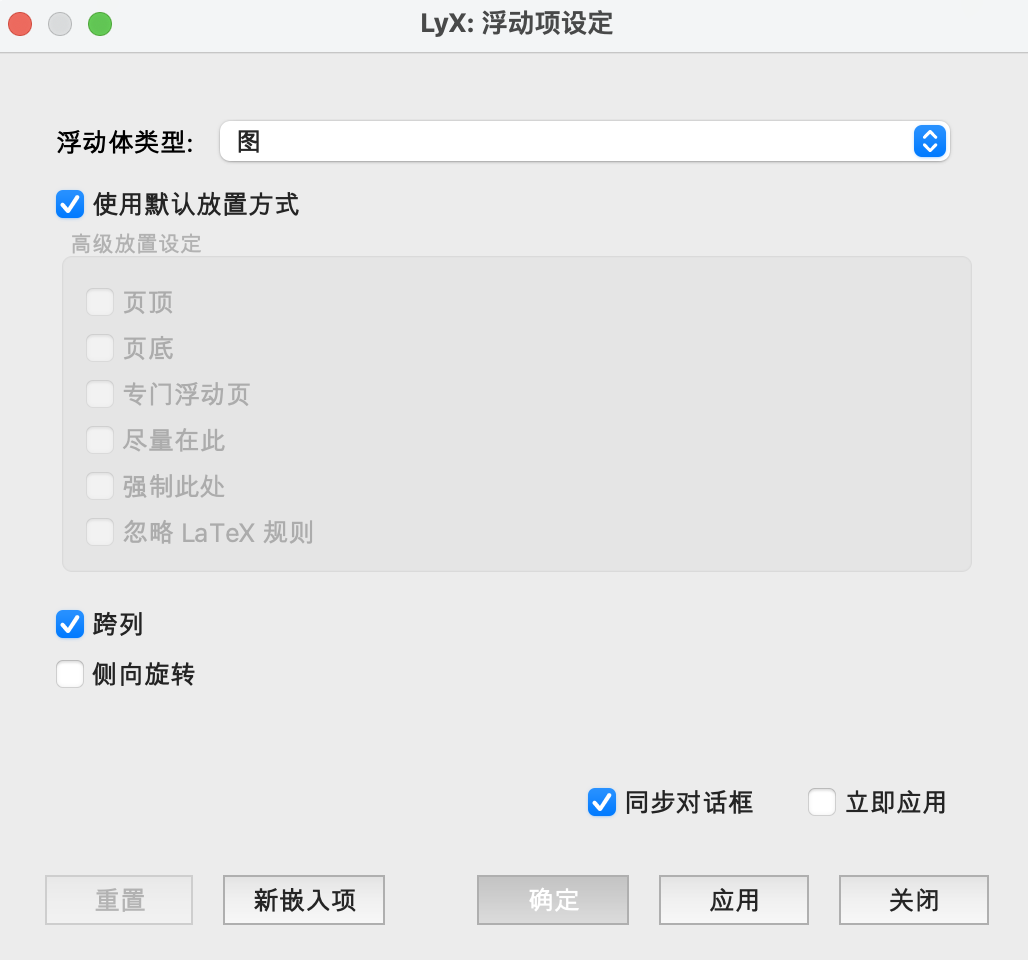 LyX: 浮动项设定
浮动体类型: 图
使用默认放置方式
高级放置设定
页顶
页底
专门浮动页
尽量在此
强制此处
忽略 LaTeX 规则
跨列
侧向旋转
同步对话框 立即应用
重置 新嵌入项 确定 应用 关闭